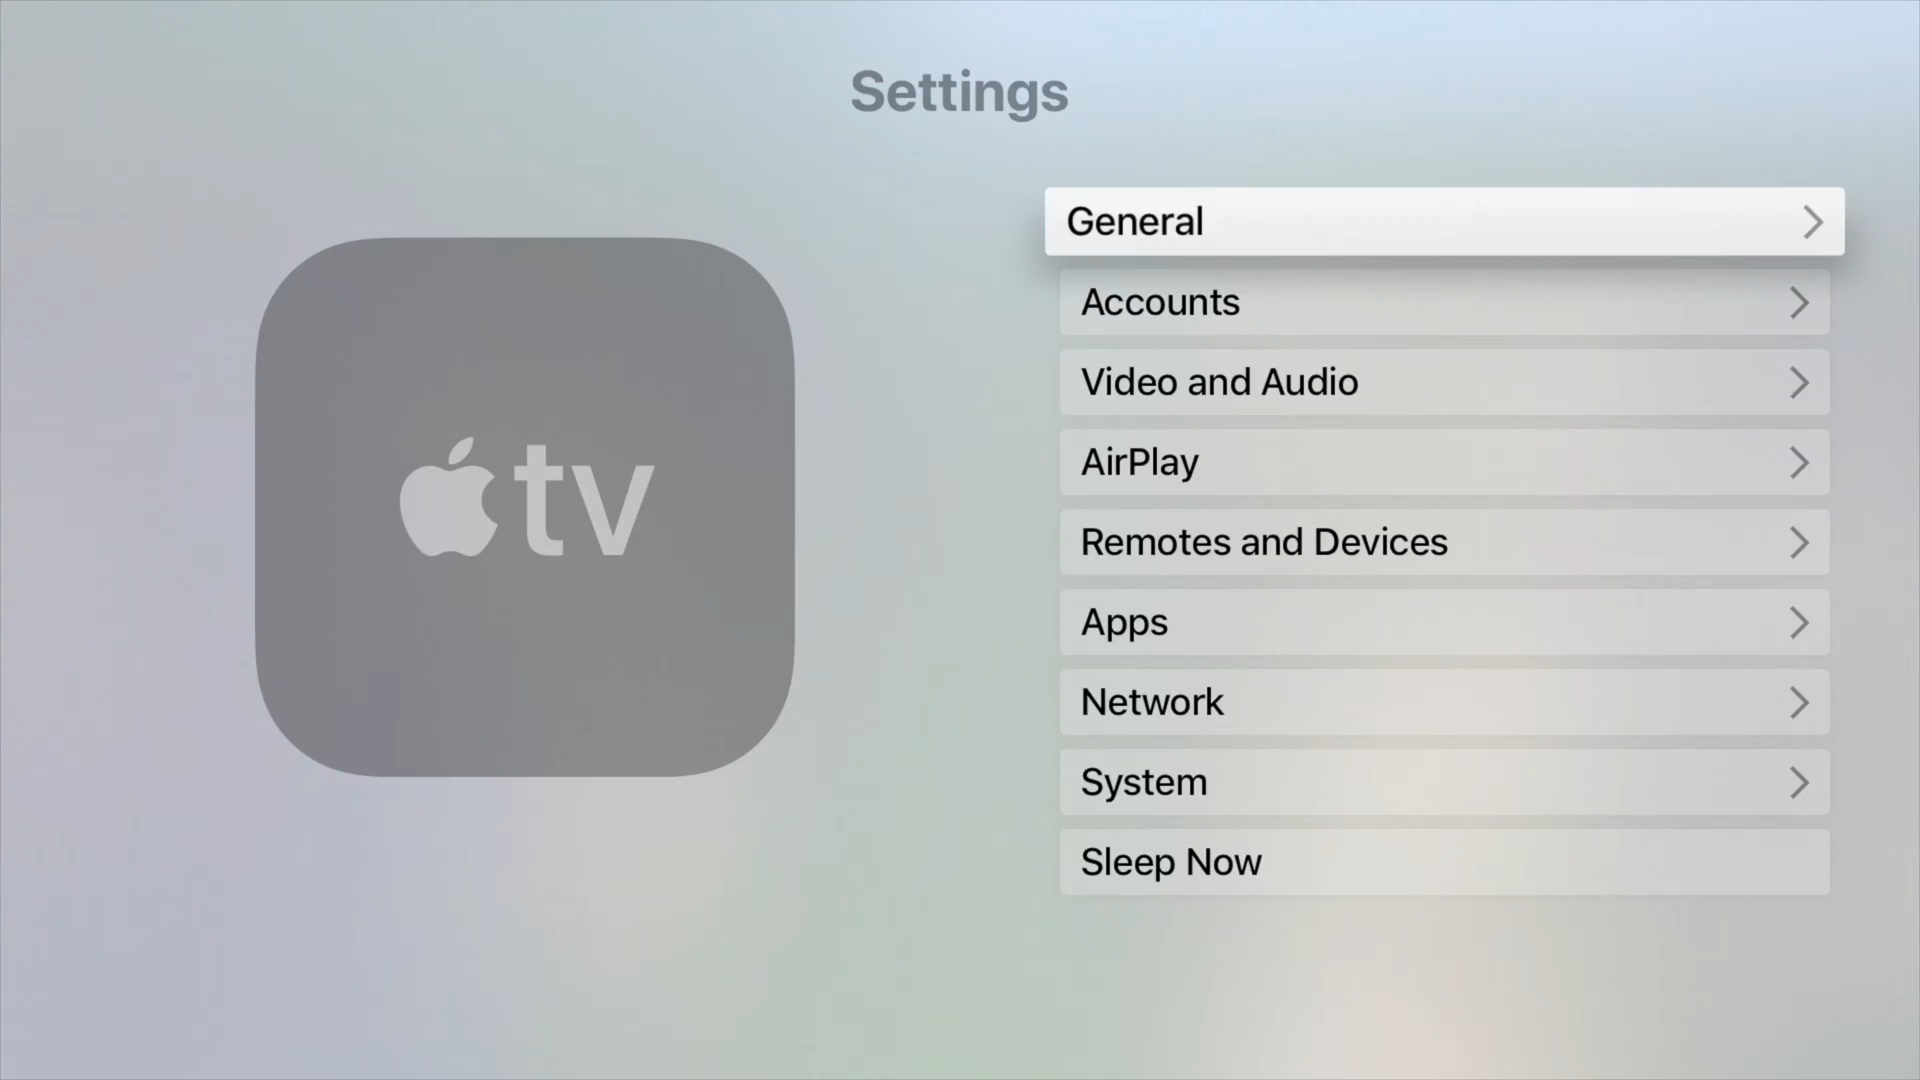 Settings
tv
General
Accounts
Video and Audio
AirPlay
Remotes and Devices
Apps
Network
System
Sleep Now